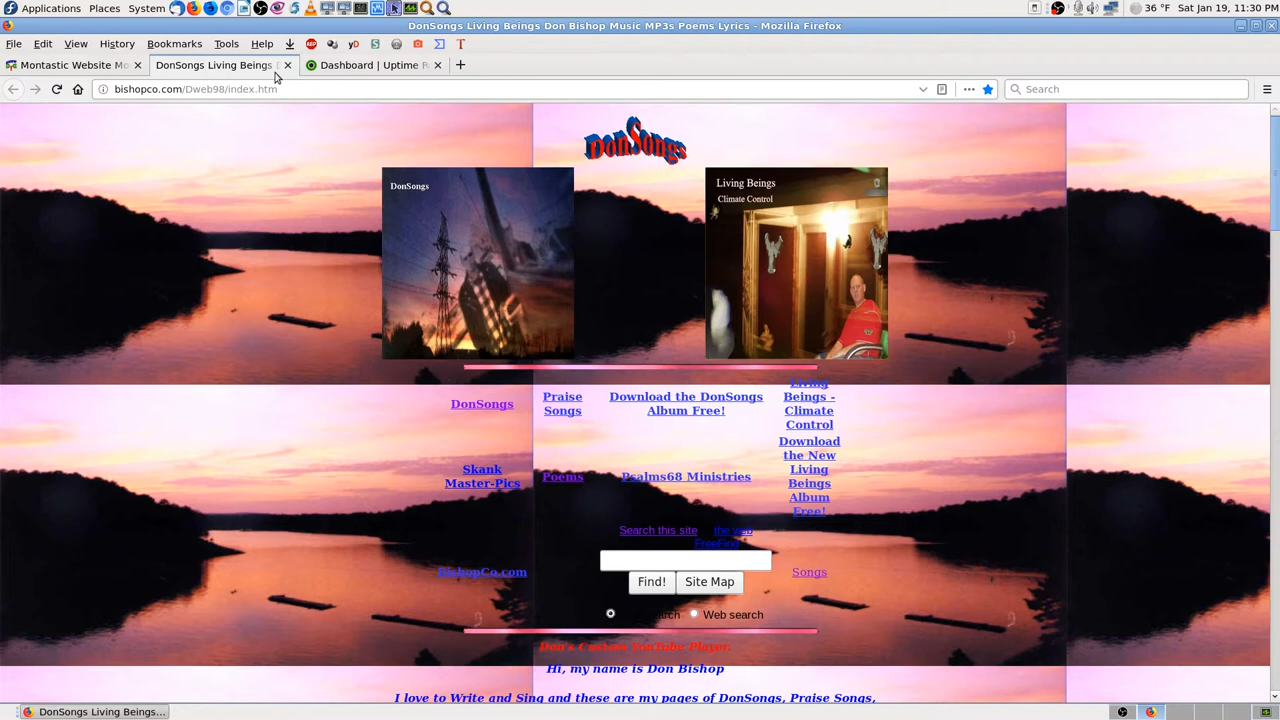 Applications Places System 36 °F Sat Jan 19, 11:30 PM
DonSongs Living Beings Don Bishop Music MP3s Poems Lyrics - Mozilla Firefox
File Edit View History Bookmarks Tools Help
Montastic Website Mo DonSongs Living Beings Dashboard | Uptime R
bishopco.com/Dweb98/index.htm Search
DonSongs
DonSongs
Living Beings
Climate Control
DonSongs
Praise
Songs
Download the DonSongs
Album Free!
Living
Beings -
Climate
Control
Skank
Master-Pics
Poems
Psalms68 Ministries
Download
the New
Living
Beings
Album
Free!
Search this site the web
FreeFind
Find! Site Map
Web search
BishopCo.com
Songs
Don's Custom YouTube Player.
Hi, my name is Don Bishop
I love to Write and Sing and these are my pages of DonSongs, Praise Songs,
DonSongs Living Beings...